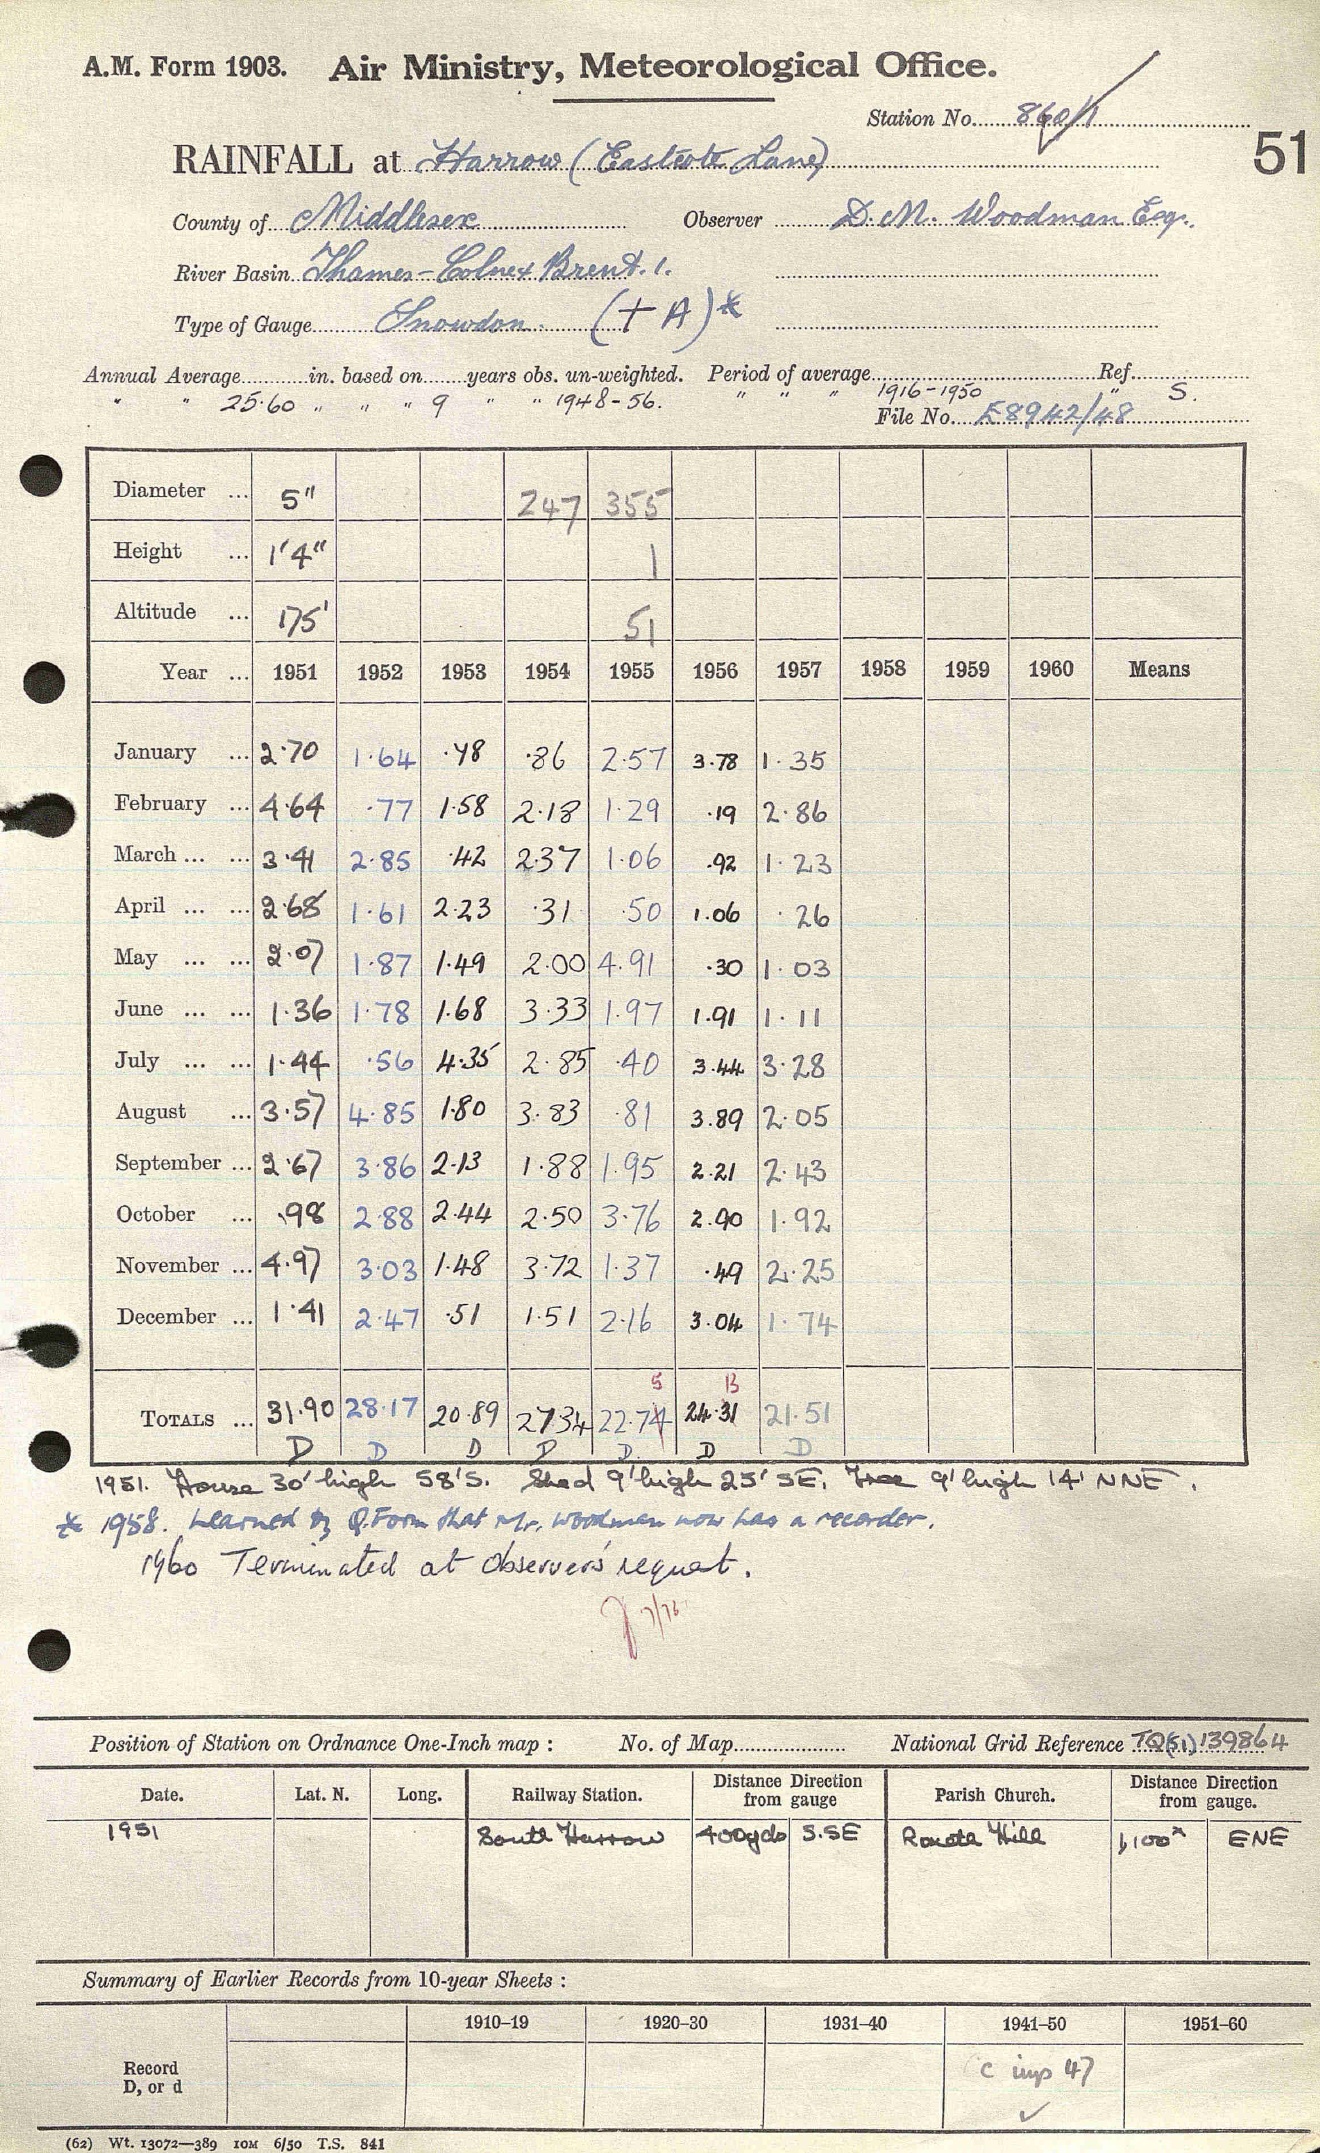 A.M. Form 1903. Air Ministry, Meteorological Office.
Station No. 860/1
51
RAINFALL at Harrow (Eastcote Lane)
County of Middlesex Observer D. M. Woodman Esq.
River Basin Thames-Colne & Brent. 1.
Type of Gauge Snowdon. (+ A)*
Annual Average in. based on years obs. un-weighted. Period of average Ref.
" " 25.60 " " " 9 " " 1948-56. " " " 1916-1950 " S.
File No. E8942/48
Diameter ... 5" 247 355
Height ... 1'4" 1
Altitude ... 175' 51
Year ... 1951 1952 1953 1954 1955 1956 1957 1958 1959 1960 Means
January ... 2.70 1.64 .48 .86 2.57 3.78 1.35
February ... 4.64 .77 1.58 2.18 1.29 .19 2.86
March ... ... 3.41 2.85 .42 2.37 1.06 .92 1.23
April ... ... 2.68 1.61 2.23 .31 .50 1.06 .26
May ... ... 2.07 1.87 1.49 2.00 4.91 .30 1.03
June ... ... 1.36 1.78 1.68 3.33 1.97 1.91 1.11
July ... ... 1.44 .56 4.35 2.85 .40 3.44 3.28
August ... 3.57 4.85 1.80 3.83 .81 3.89 2.05
September ... 2.67 3.86 2.13 1.88 1.95 2.21 2.43
October ... .98 2.88 2.44 2.50 3.76 2.90 1.92
November ... 4.97 3.03 1.48 3.72 1.37 .49 2.25
December ... 1.41 2.47 .51 1.51 2.16 3.04 1.74
5 13
TOTALS ... 31.90 28.17 20.89 27.34 22.74 24.31 21.51
D D D D D D D
1951. House 30' high 58'S. Shed 9' high 25' SE. Tree 9' high 14' NNE.
* 1958. Learned by Q.Form that Mr. Woodman now has a recorder.
1960 Terminated at Observer's request.
Position of Station on Ordnance One-Inch map : No. of Map National Grid Reference TQ(51)139864
Date. Lat. N. Long. Railway Station. Distance Direction from gauge Parish Church. Distance Direction from gauge.
1951 South Harrow 400yds S.SE Roxeth Hill 1,100x ENE
Summary of Earlier Records from 10-year Sheets :
1910–19 1920–30 1931–40 1941–50 1951–60
Record
D, or d
c imp 47
(62) Wt. 13072—389 10M 6/50 T.S. 841